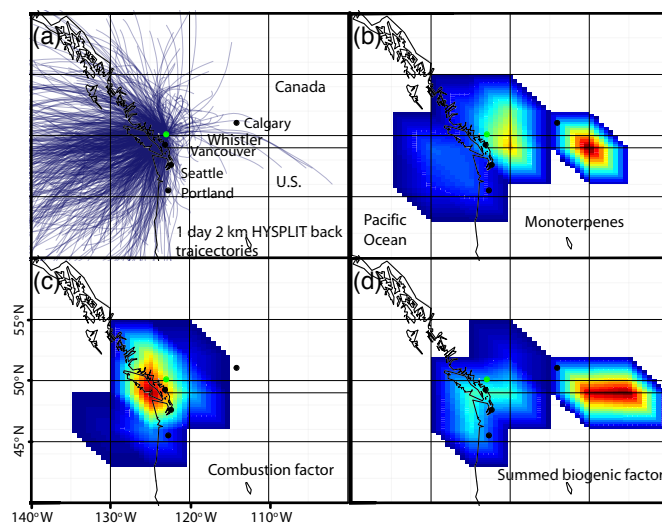 (a)
Canada
Calgary
Whistler
Vancouver
Seattle
U.S.
Portland
1 day 2 km HYSPLIT back
trajcectories
(b)
Pacific
Ocean
Monoterpenes
(c)
55°N
50°N
45°N
Combustion factor
140°W
130°W
120°W
110°W
(d)
Summed biogenic factor